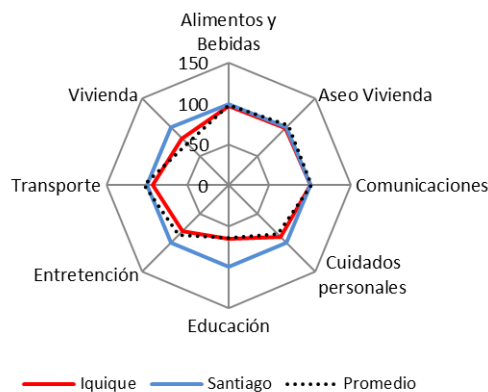 Alimentos y
Bebidas
150
Vivienda
Aseo Vivienda
100
50
Transporte
0
Comunicaciones
Entretención
Cuidados
personales
Educación
Iquique
Santiago
Promedio